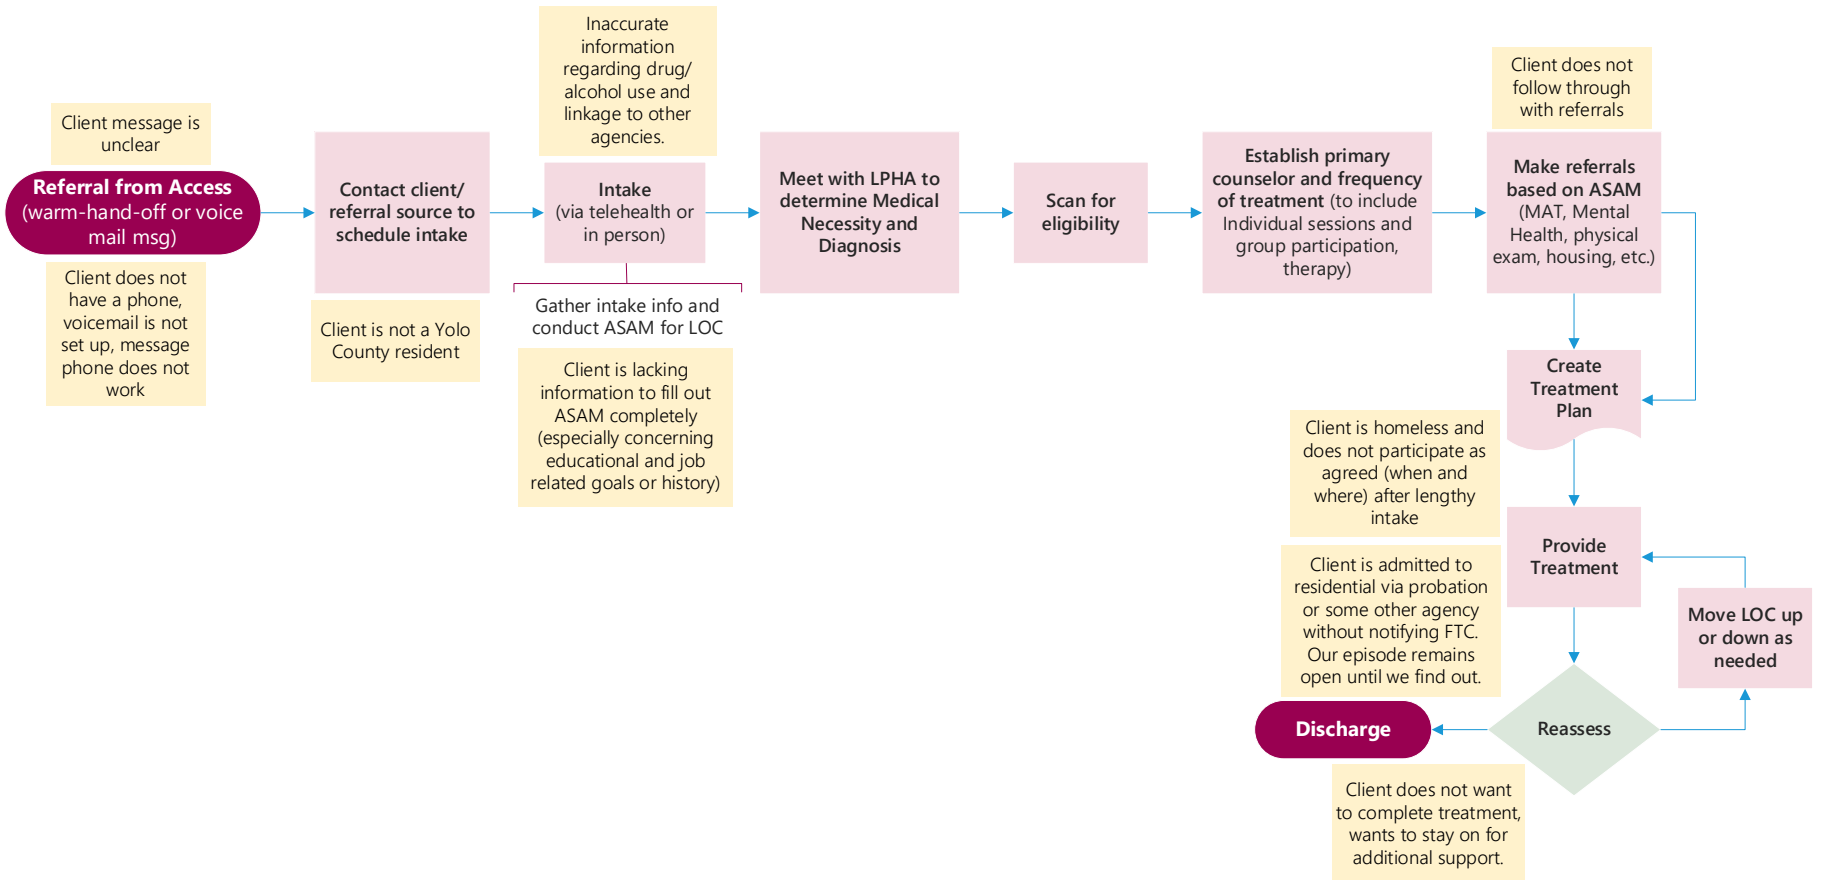 Client message is
unclear
Referral from Access
(warm-hand-off or voice
mail msg)
Client does not
have a phone,
voicemail is not
set up, message
phone does not
work
Contact client/
referral source to
schedule intake
Client is not a Yolo
County resident
Inaccurate
information
regarding drug/
alcohol use and
linkage to other
agencies.
Intake
(via telehealth or
in person)
Gather intake info and
conduct ASAM for LOC
Client is lacking
information to fill out
ASAM completely
(especially concerning
educational and job
related goals or history)
Meet with LPHA to
determine Medical
Necessity and
Diagnosis
Scan for
eligibility
Establish primary
counselor and frequency
of treatment (to include
Individual sessions and
group participation,
therapy)
Client does not
follow through
with referrals
Make referrals
based on ASAM
(MAT, Mental
Health, physical
exam, housing, etc.)
Create
Treatment
Plan
Client is homeless and
does not participate as
agreed (when and
where) after lengthy
intake
Provide
Treatment
Client is admitted to
residential via probation
or some other agency
without notifying FTC.
Our episode remains
open until we find out.
Move LOC up
or down as
needed
Reassess
Discharge
Client does not want
to complete treatment,
wants to stay on for
additional support.